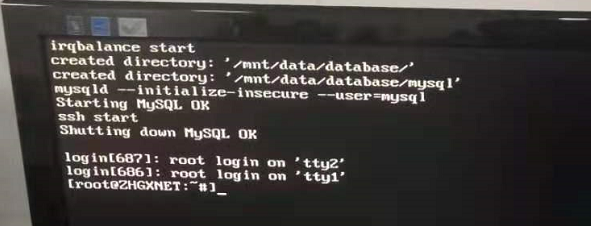 irqbalance start
created directory: '/mnt/data/database/'
created directory: '/mnt/data/database/mysql'
mysqld --initialize-insecure --user=mysql
Starting MySQL OK
ssh start
Shutting down MySQL OK
login[687]: root login on 'tty2'
login[686]: root login on 'tty1'
[root@ZHGXNET:~#]_